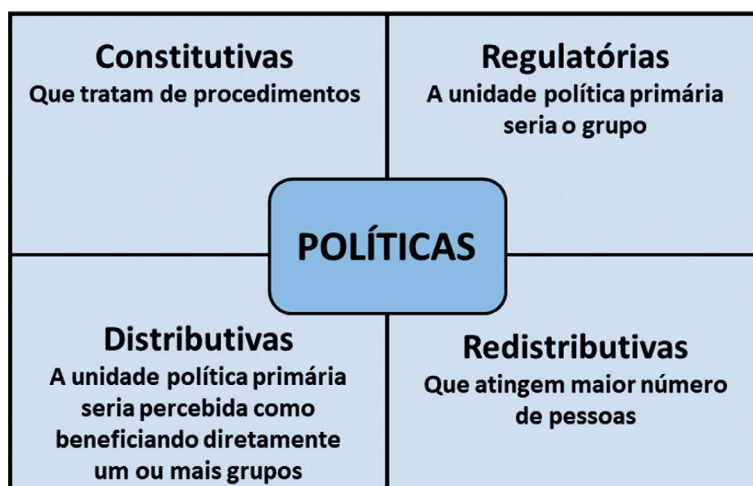 Constitutivas
Que tratam de procedimentos
Regulatórias
A unidade política primária
seria o grupo
POLÍTICAS
Distributivas
A unidade política primária
seria percebida como
beneficiando diretamente
um ou mais grupos
Redistributivas
Que atingem maior número
de pessoas